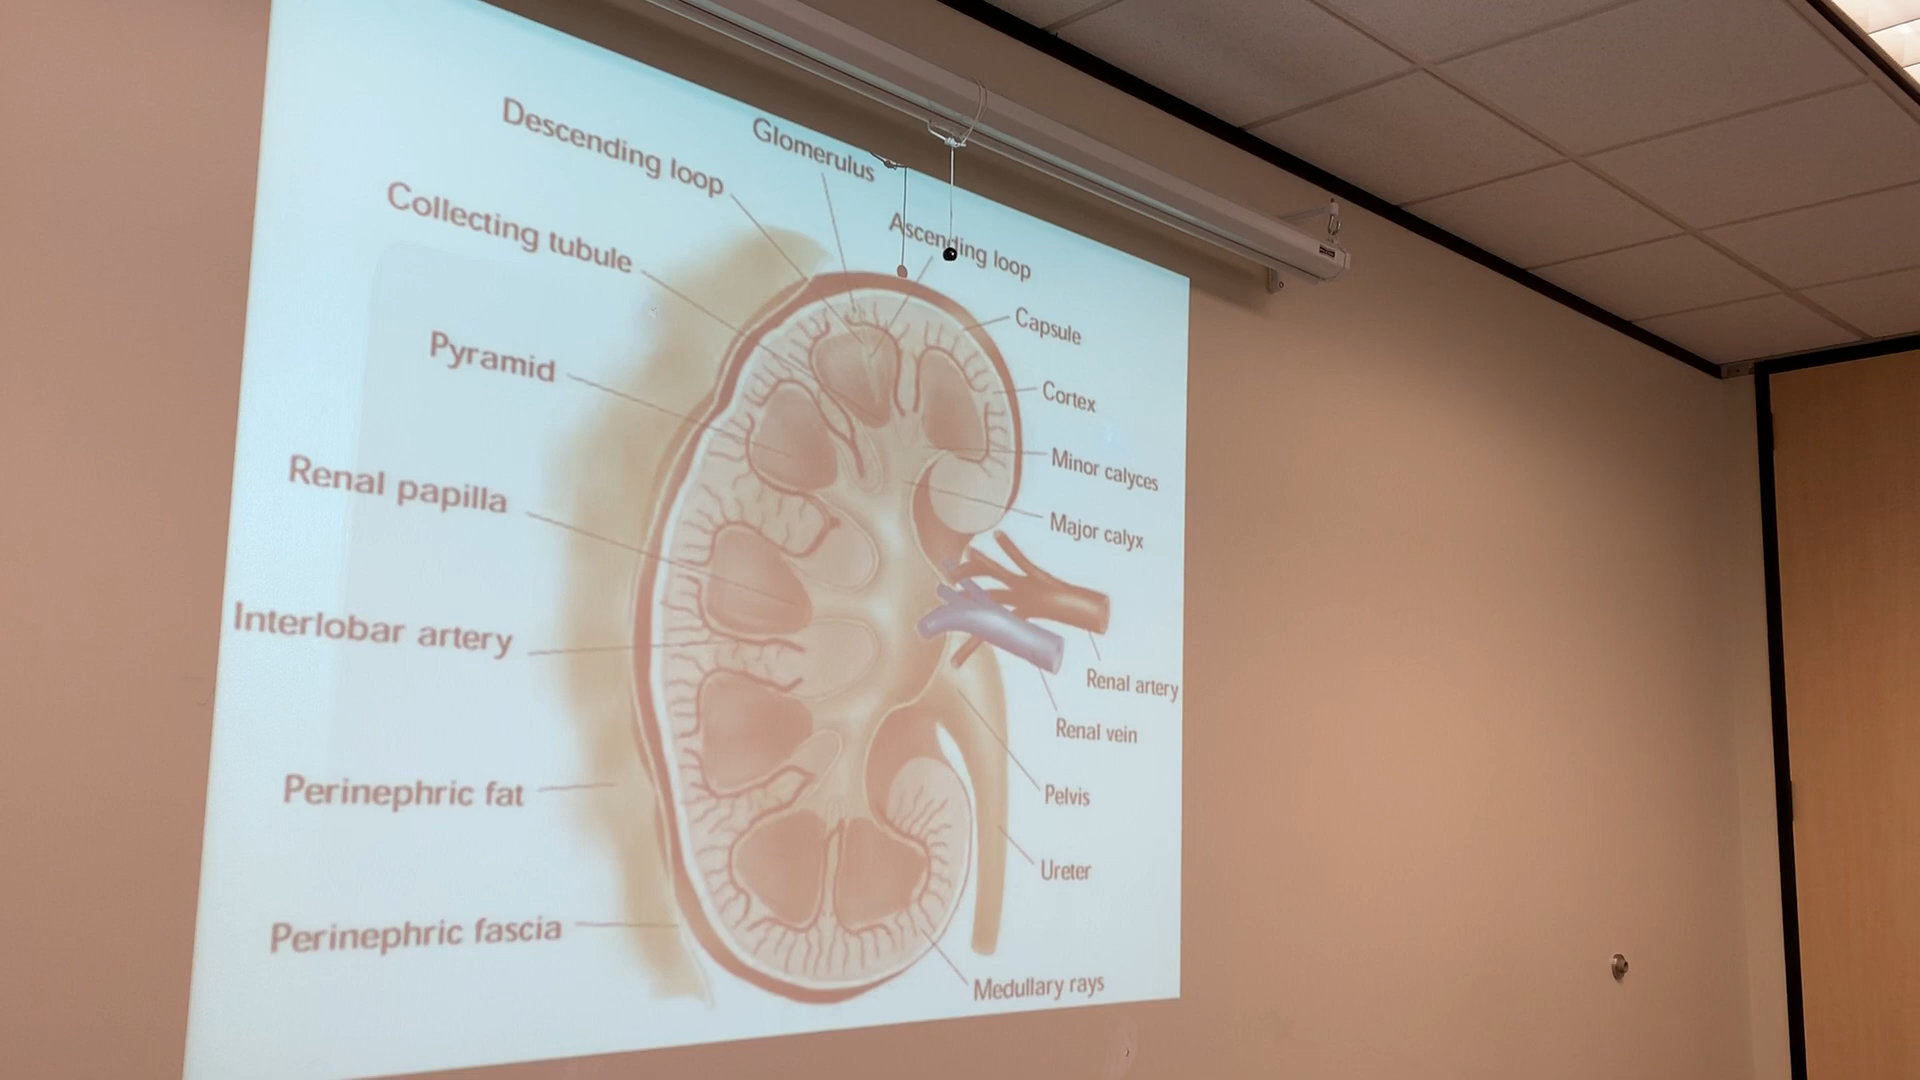 Descending loop
Glomerulus
Collecting tubule
Ascending loop
Capsule
Pyramid
Cortex
Renal papilla
Minor calyces
Major calyx
Interlobar artery
Renal artery
Renal vein
Perinephric fat
Pelvis
Ureter
Perinephric fascia
Medullary rays